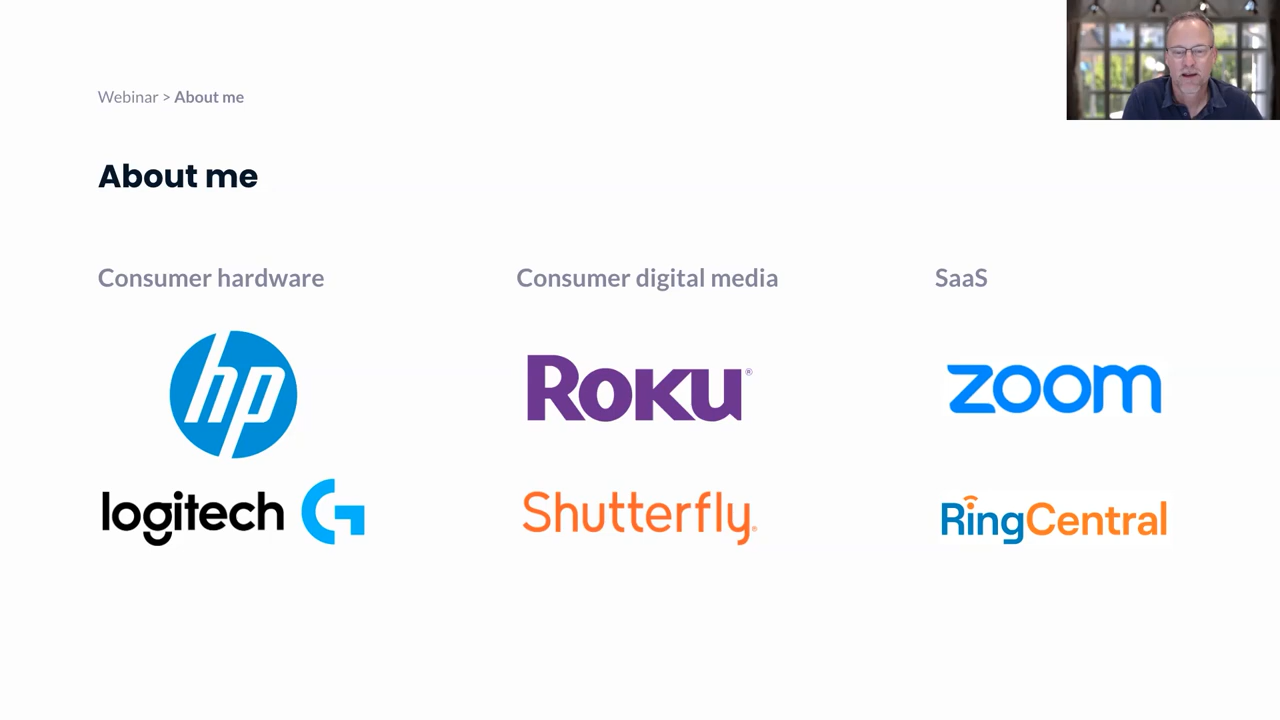 Webinar > About me
About me
Consumer hardware
Consumer digital media
SaaS
hp
ROKU®
zoom
logitech G
Shutterfly®
RingCentral